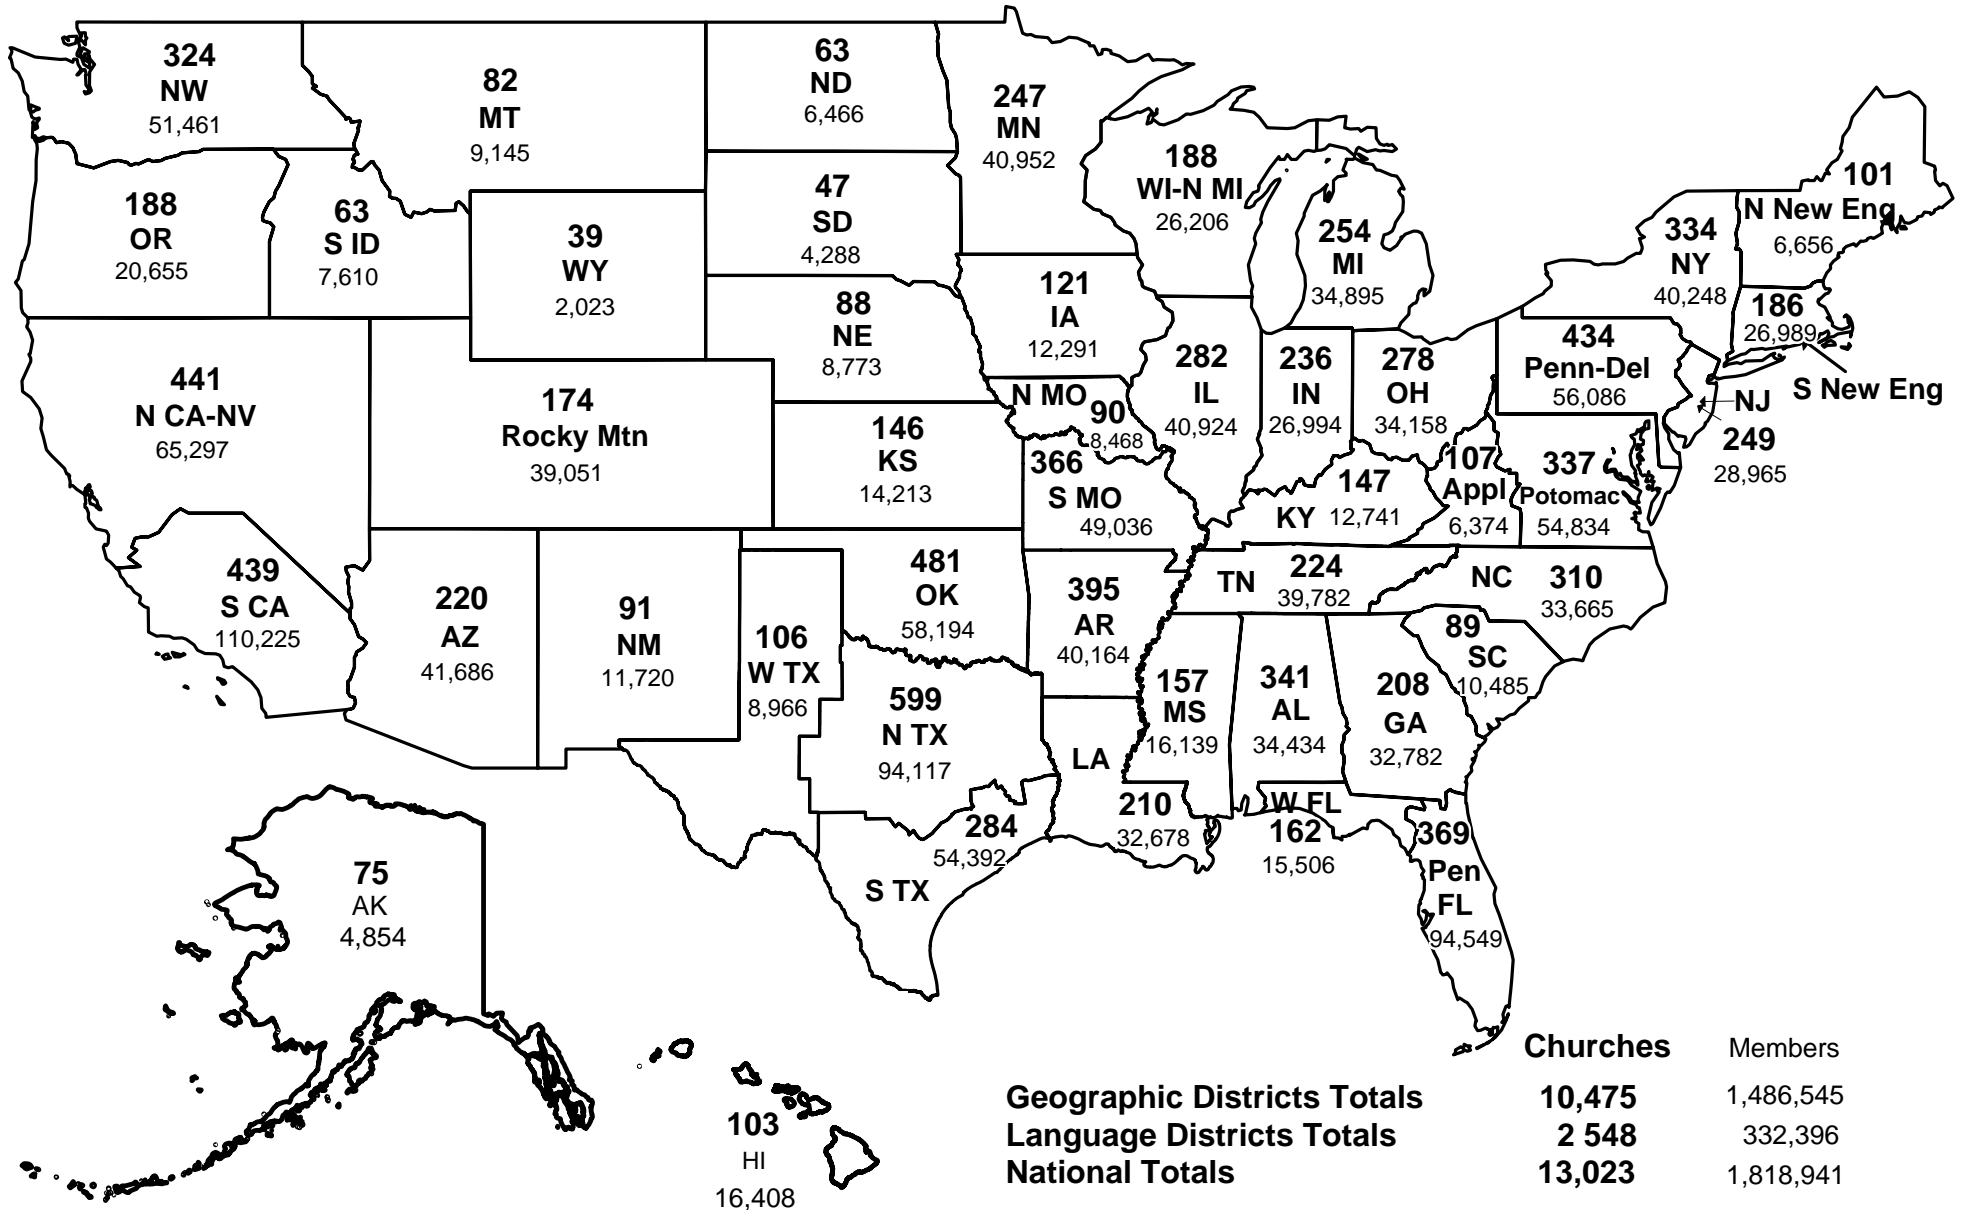 324
NW
51,461
82
MT
9,145
63
ND
6,466
247
MN
40,952
188
WI-N MI
26,206
254
MI
34,895
101
N New Eng
6,656
334
NY
40,248
186
26,989
S New Eng
188
OR
20,655
63
S ID
7,610
39
WY
2,023
47
SD
4,288
88
NE
8,773
121
IA
12,291
282
IL
40,924
236
IN
26,994
278
OH
34,158
434
Penn-Del
56,086
NJ
249
28,965
441
N CA-NV
65,297
174
Rocky Mtn
39,051
146
KS
14,213
N MO
90
8,468
366
S MO
49,036
147
KY 12,741
107
Appl
6,374
337
Potomac
54,834
439
S CA
110,225
220
AZ
41,686
91
NM
11,720
106
W TX
8,966
481
OK
58,194
395
AR
40,164
TN 224
39,782
NC 310
33,665
89
SC
10,485
599
N TX
94,117
157
MS
16,139
341
AL
34,434
208
GA
32,782
LA
210
32,678
284
54,392
S TX
W FL
162
15,506
369
Pen
FL
94,549
75
AK
4,854
103
HI
16,408
Churches Members
Geographic Districts Totals 10,475 1,486,545
Language Districts Totals 2 548 332,396
National Totals 13,023 1,818,941